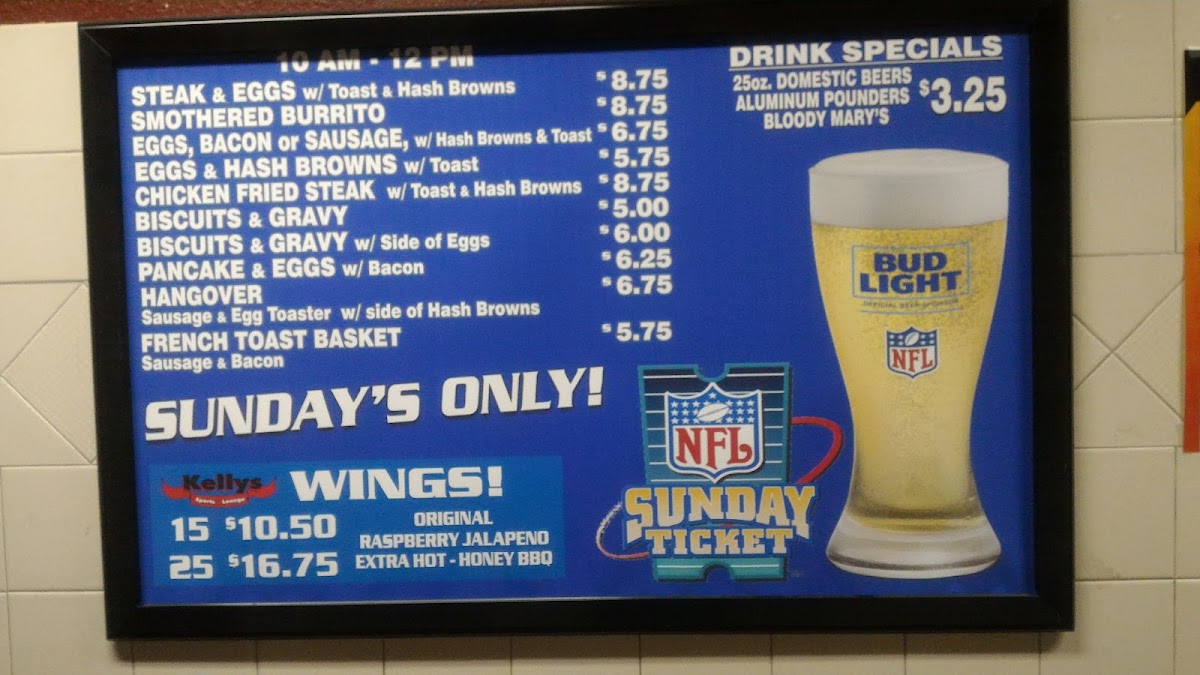 10 AM - 12 PM
STEAK & EGGS w/ Toast & Hash Browns $8.75
SMOTHERED BURRITO $8.75
EGGS, BACON or SAUSAGE, w/ Hash Browns & Toast $6.75
EGGS & HASH BROWNS w/ Toast $5.75
CHICKEN FRIED STEAK w/ Toast & Hash Browns $8.75
BISCUITS & GRAVY $5.00
BISCUITS & GRAVY w/ Side of Eggs $6.00
PANCAKE & EGGS w/ Bacon $6.25
HANGOVER $6.75
Sausage & Egg Toaster w/ side of Hash Browns
FRENCH TOAST BASKET $5.75
Sausage & Bacon
SUNDAY'S ONLY!
Kellys
Sports Lounge
WINGS!
15 $10.50
25 $16.75
ORIGINAL
RASPBERRY JALAPENO
EXTRA HOT - HONEY BBQ
DRINK SPECIALS
25oz. DOMESTIC BEERS
ALUMINUM POUNDERS
BLOODY MARY'S
$3.25
BUD
LIGHT
OFFICIAL BEER SPONSOR
NFL
NFL
SUNDAY
TICKET